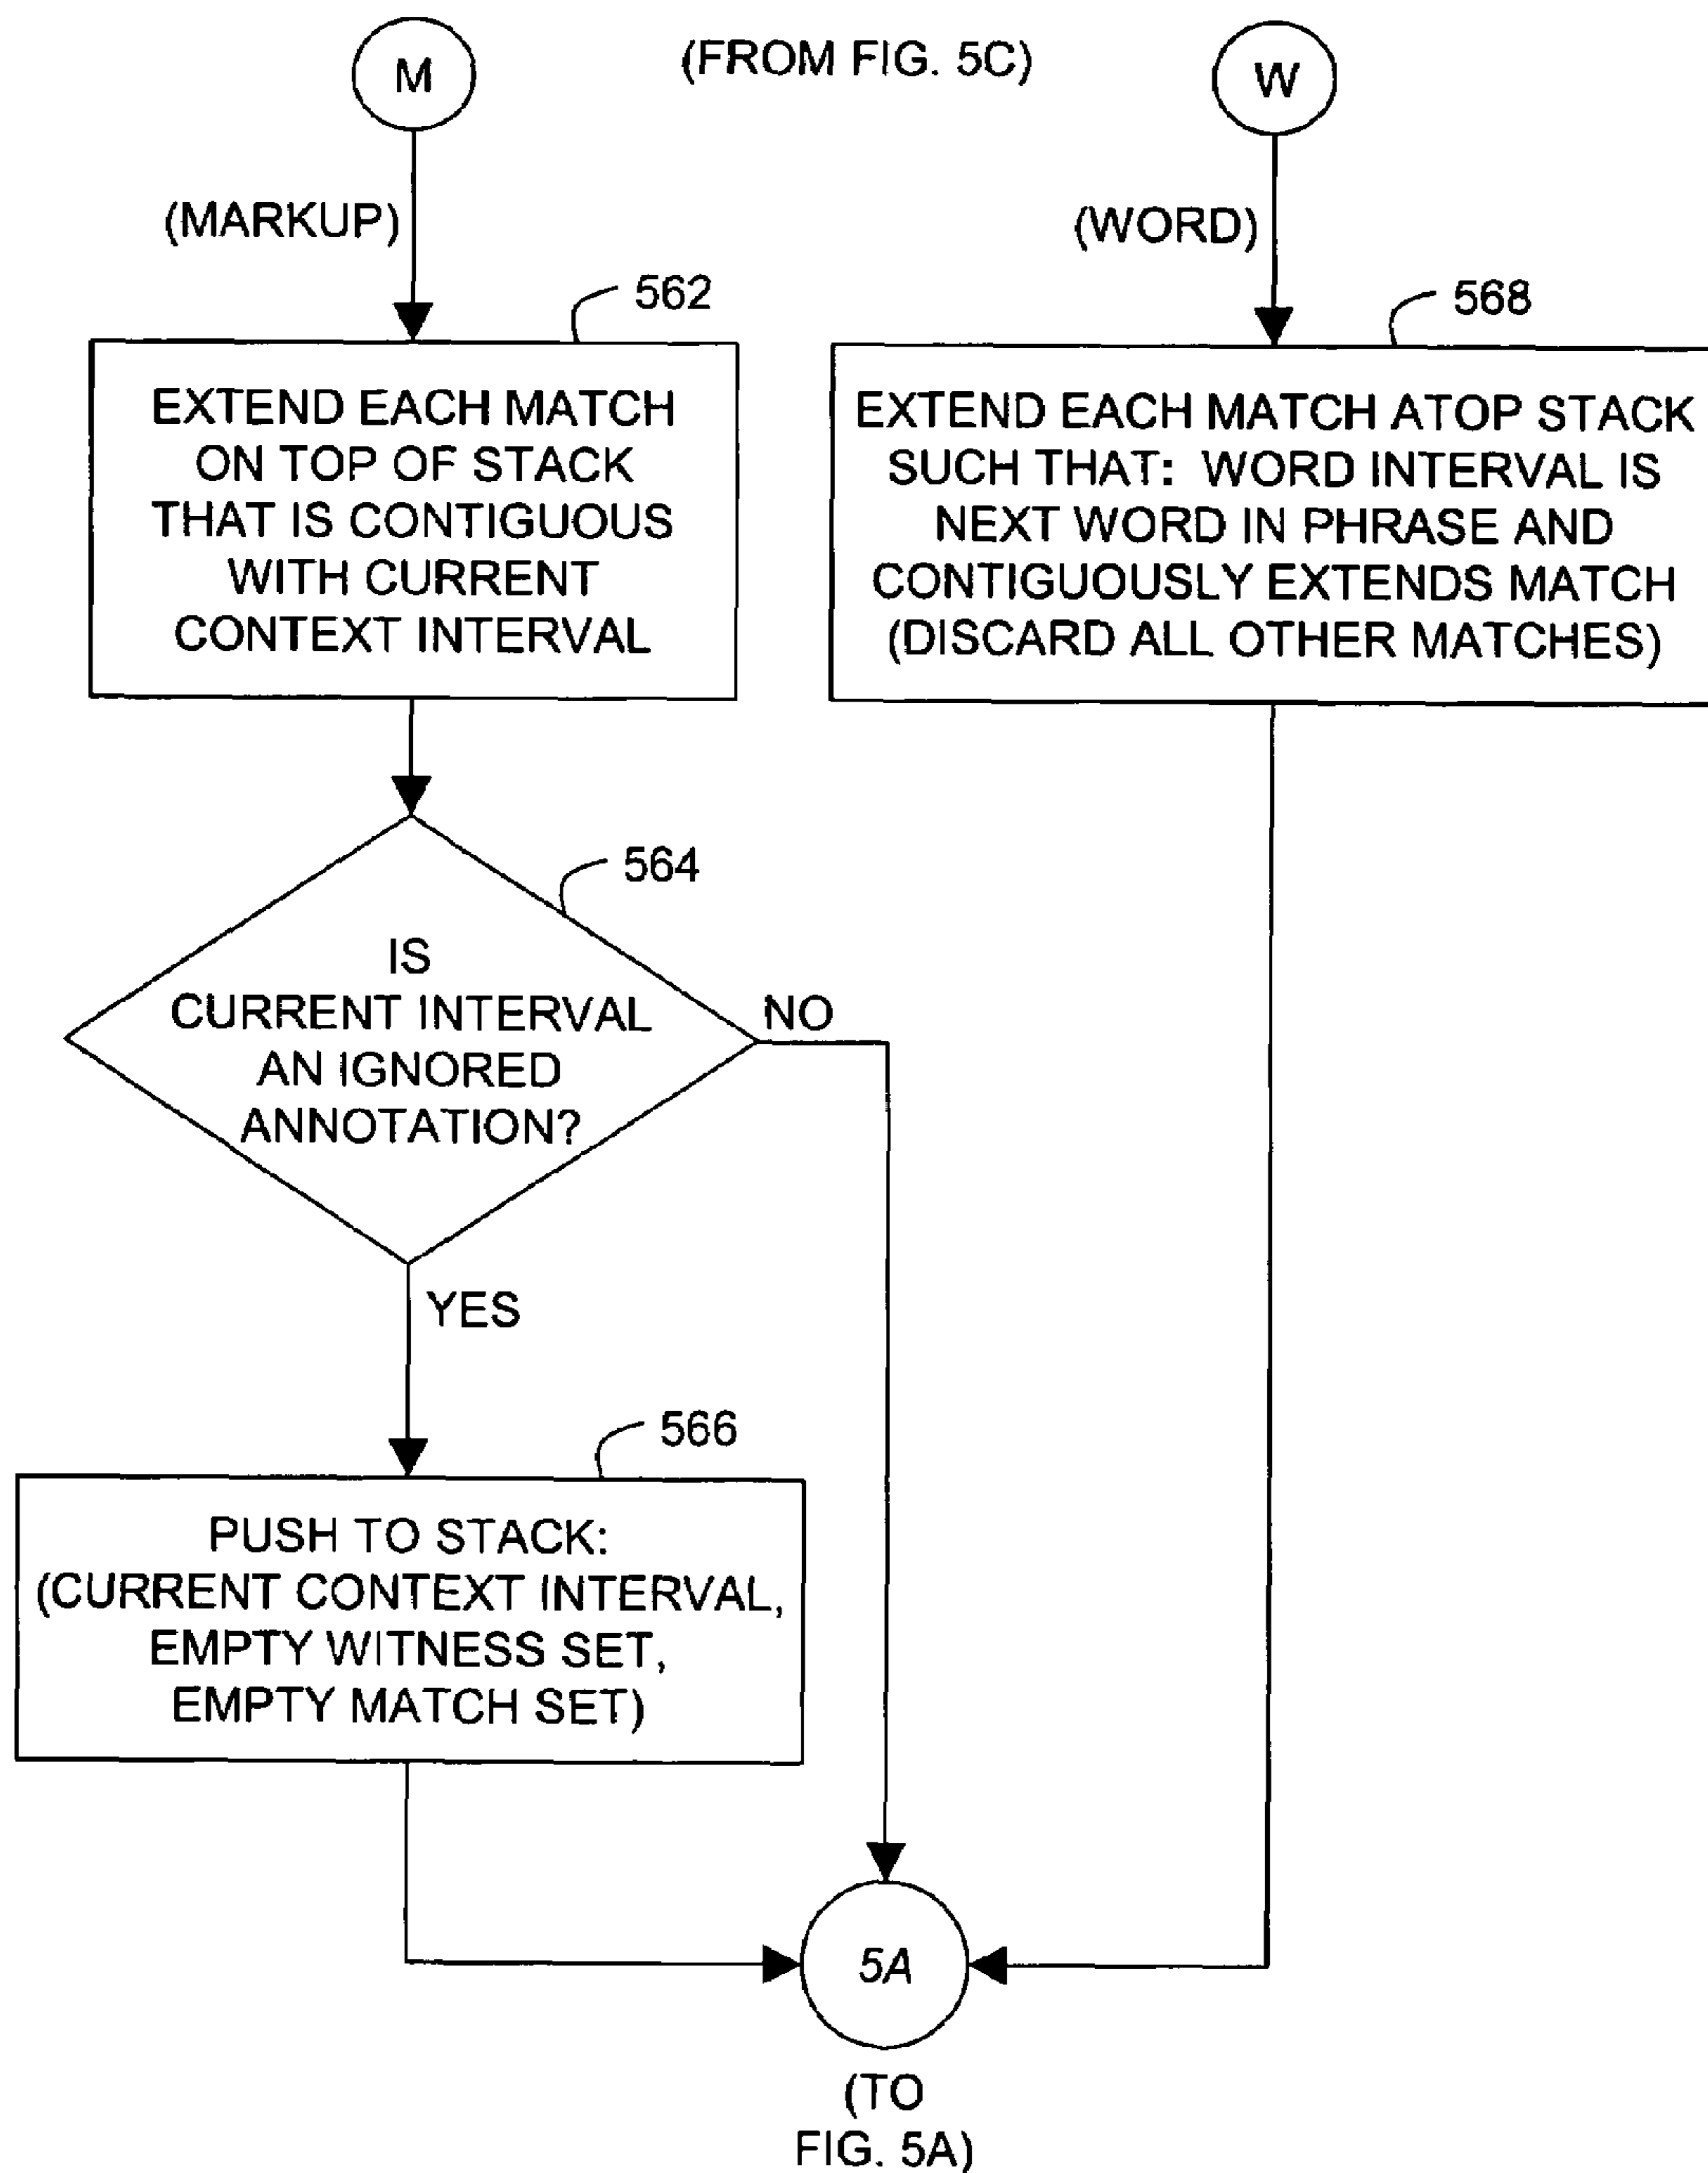 M
(FROM FIG. 5C)
W
(MARKUP)
(WORD)
562
568
EXTEND EACH MATCH
ON TOP OF STACK
THAT IS CONTIGUOUS
WITH CURRENT
CONTEXT INTERVAL
EXTEND EACH MATCH ATOP STACK
SUCH THAT: WORD INTERVAL IS
NEXT WORD IN PHRASE AND
CONTIGUOUSLY EXTENDS MATCH
(DISCARD ALL OTHER MATCHES)
564
IS
CURRENT INTERVAL
AN IGNORED
ANNOTATION?
NO
YES
566
PUSH TO STACK:
(CURRENT CONTEXT INTERVAL,
EMPTY WITNESS SET,
EMPTY MATCH SET)
5A
(TO
FIG. 5A)